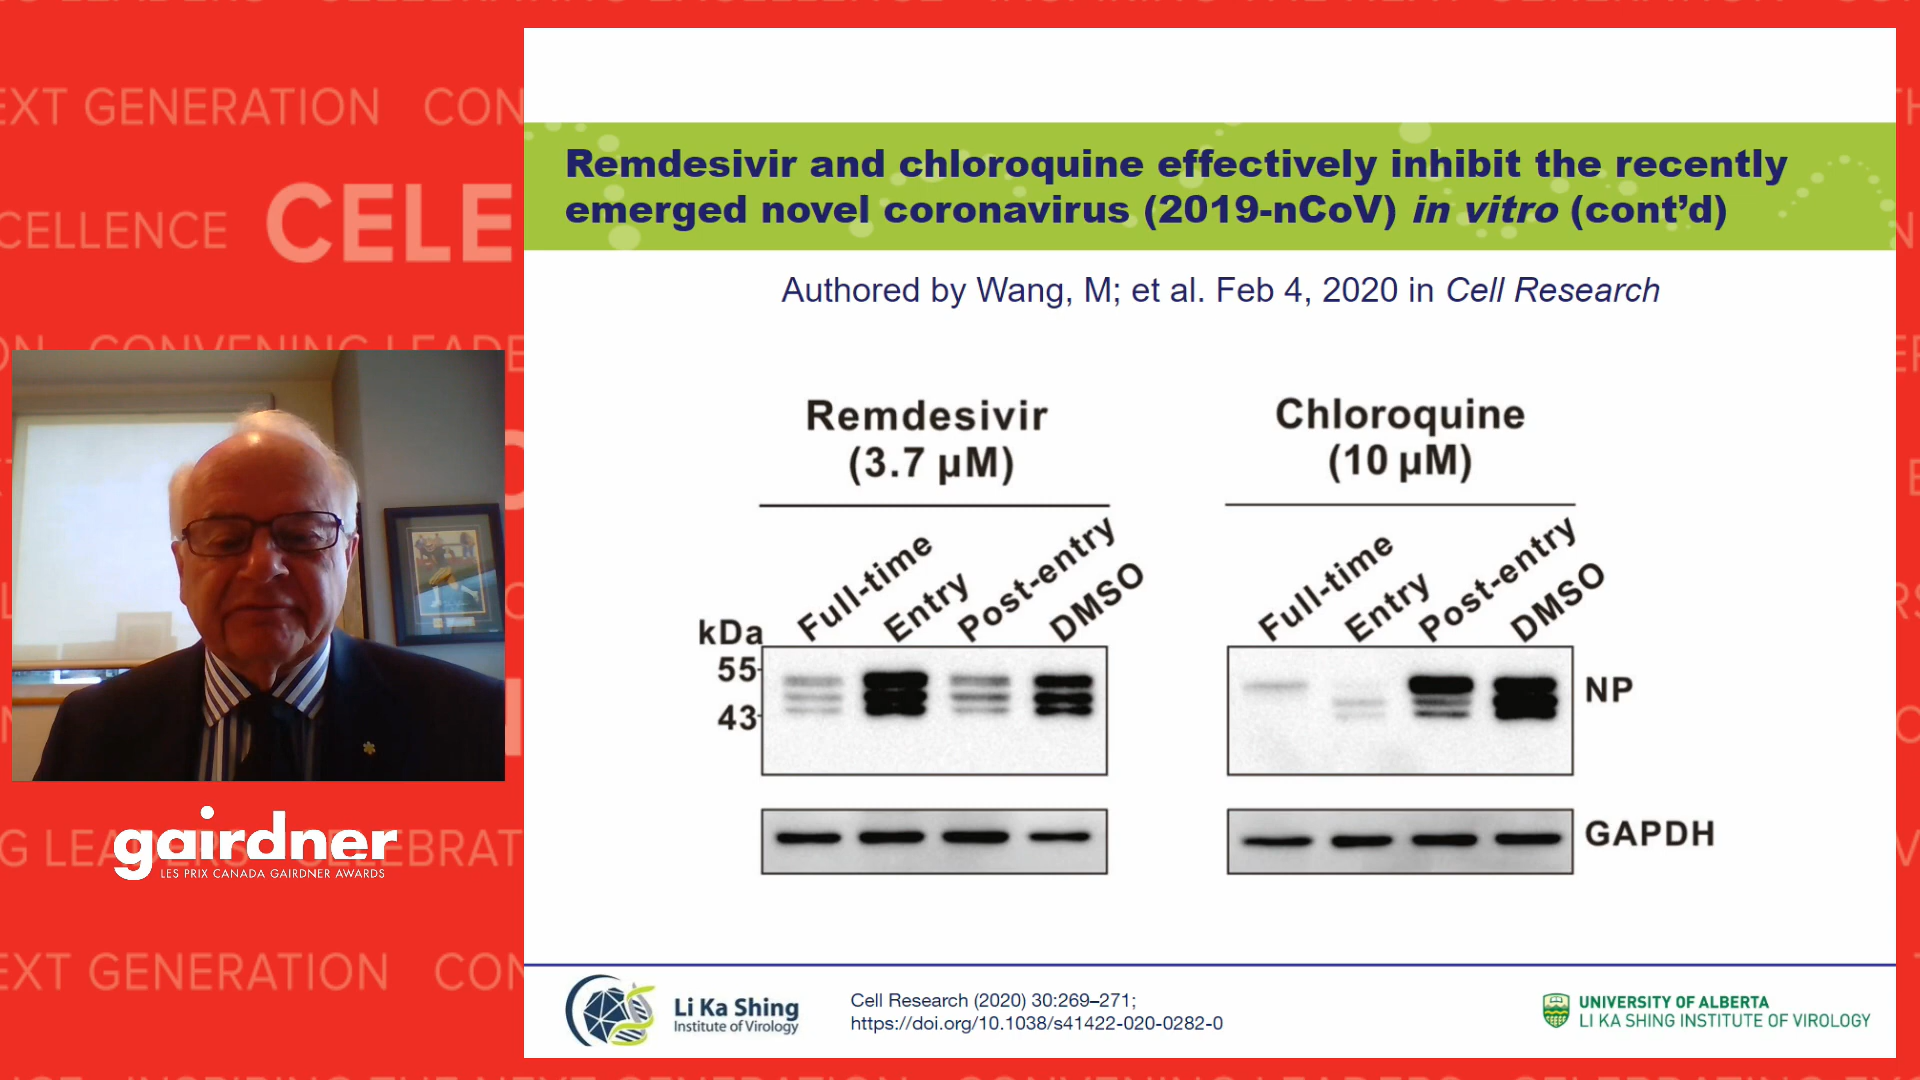 EXT GENERATION CON
CELLENCE CELE
CONVENING LEADE
gairdner
LES PRIX CANADA GAIRDNER AWARDS
G LEADERS CELEBRAT
EXT GENERATION CON
Remdesivir and chloroquine effectively inhibit the recently
emerged novel coronavirus (2019-nCoV) in vitro (cont’d)
Authored by Wang, M; et al. Feb 4, 2020 in Cell Research
Remdesivir
(3.7 µM)
Full-time
Entry
Post-entry
DMSO
kDa
55
43
Chloroquine
(10 µM)
Full-time
Entry
Post-entry
DMSO
NP
GAPDH
Li Ka Shing
Institute of Virology
Cell Research (2020) 30:269–271;
https://doi.org/10.1038/s41422-020-0282-0
UNIVERSITY OF ALBERTA
LI KA SHING INSTITUTE OF VIROLOGY